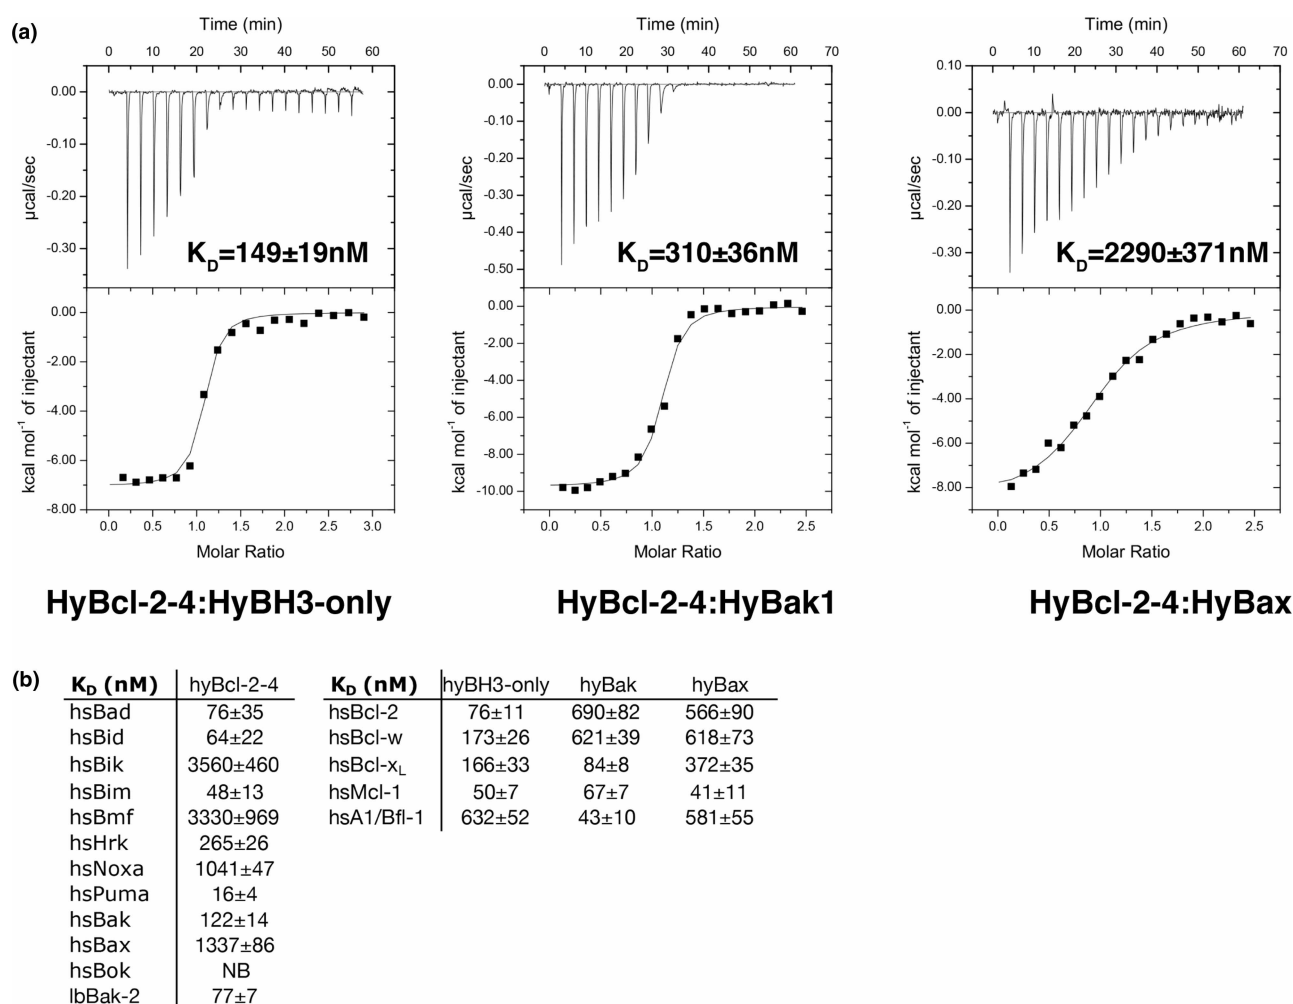 (a)
Time (min) Time (min) Time (min)
0 10 20 30 40 50 60 0 10 20 30 40 50 60 70 0 10 20 30 40 50 60 70
0.00 -0.10 -0.20 -0.30
µcal/sec
K_D=149±19nM
0.00 -0.10 -0.20 -0.30 -0.40 -0.50
µcal/sec
K_D=310±36nM
0.10 0.00 -0.10 -0.20 -0.30
µcal/sec
K_D=2290±371nM
0.00 -2.00 -4.00 -6.00 -8.00
kcal mol⁻¹ of injectant
0.00 -2.00 -4.00 -6.00 -8.00 -10.00
kcal mol⁻¹ of injectant
0.00 -2.00 -4.00 -6.00 -8.00
kcal mol⁻¹ of injectant
0.0 0.5 1.0 1.5 2.0 2.5 3.0 0.0 0.5 1.0 1.5 2.0 2.5 0.0 0.5 1.0 1.5 2.0 2.5
Molar Ratio Molar Ratio Molar Ratio
HyBcl-2-4:HyBH3-only HyBcl-2-4:HyBak1 HyBcl-2-4:HyBax
(b)
K_D (nM) hyBcl-2-4
hsBad 76±35
hsBid 64±22
hsBik 3560±460
hsBim 48±13
hsBmf 3330±969
hsHrk 265±26
hsNoxa 1041±47
hsPuma 16±4
hsBak 122±14
hsBax 1337±86
hsBok NB
lbBak-2 77±7
K_D (nM) hyBH3-only hyBak hyBax
hsBcl-2 76±11 690±82 566±90
hsBcl-w 173±26 621±39 618±73
hsBcl-x_L 166±33 84±8 372±35
hsMcl-1 50±7 67±7 41±11
hsA1/Bfl-1 632±52 43±10 581±55